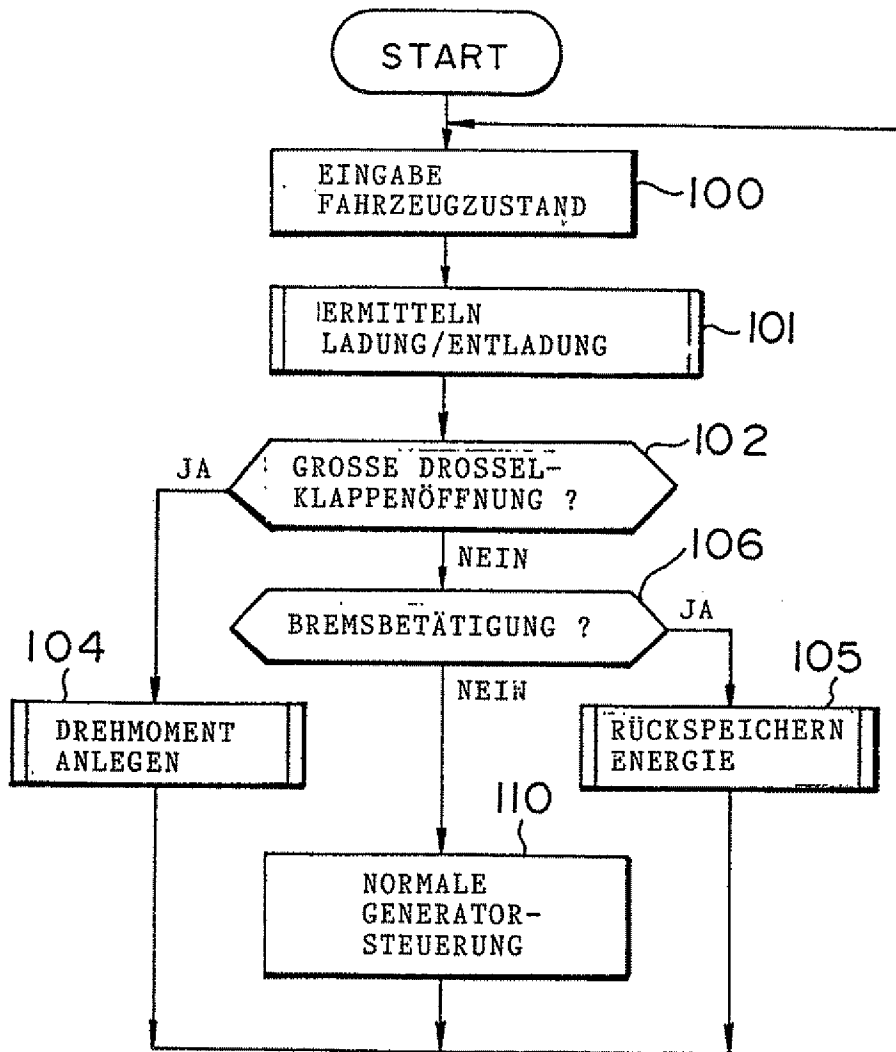 START
EINGABE
FAHRZEUGZUSTAND
100
ERMITTELN
LADUNG/ENTLADUNG
101
102
JA
GROSSE DROSSEL-
KLAPPENÖFFNUNG ?
NEIN
106
BREMSBETÄTIGUNG ?
JA
104
NEIN
105
DREHMOMENT
ANLEGEN
RÜCKSPEICHERN
ENERGIE
110
NORMALE
GENERATOR-
STEUERUNG